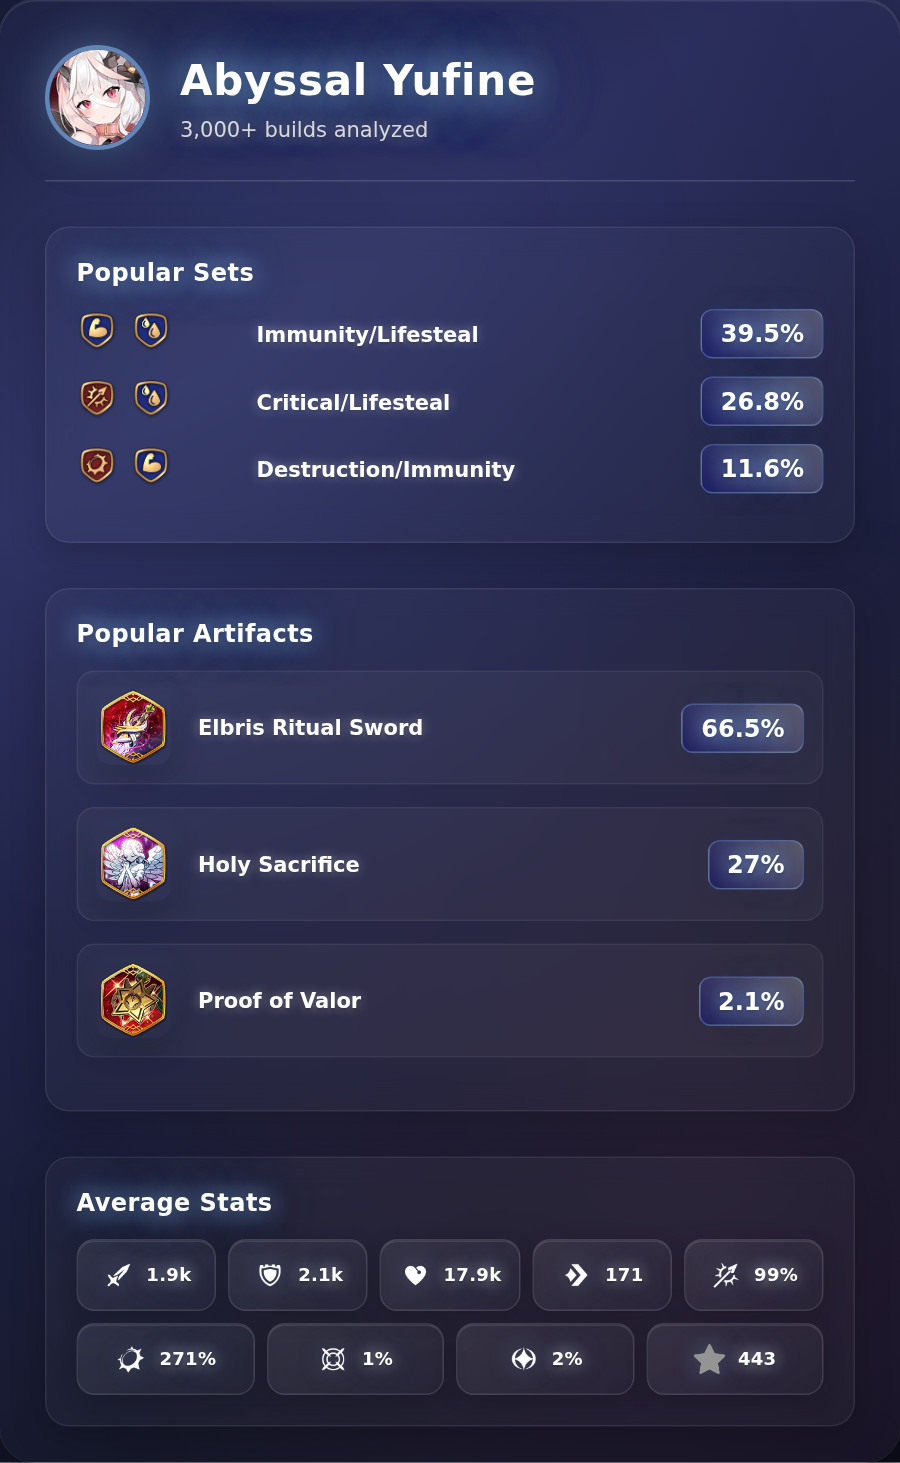 Abyssal Yufine
3,000+ builds analyzed
Popular Sets
Immunity/Lifesteal 39.5%
Critical/Lifesteal 26.8%
Destruction/Immunity 11.6%
Popular Artifacts
Elbris Ritual Sword 66.5%
Holy Sacrifice 27%
Proof of Valor 2.1%
Average Stats
1.9k 2.1k 17.9k 171 99%
271% 1% 2% 443